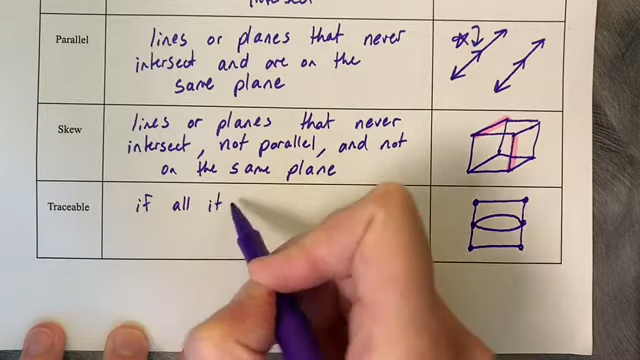 intersect
Parallel
lines or planes that never
intersect and are on the
same plane
Skew
lines or planes that never
intersect, not parallel, and not
on the same plane
Traceable
if all it